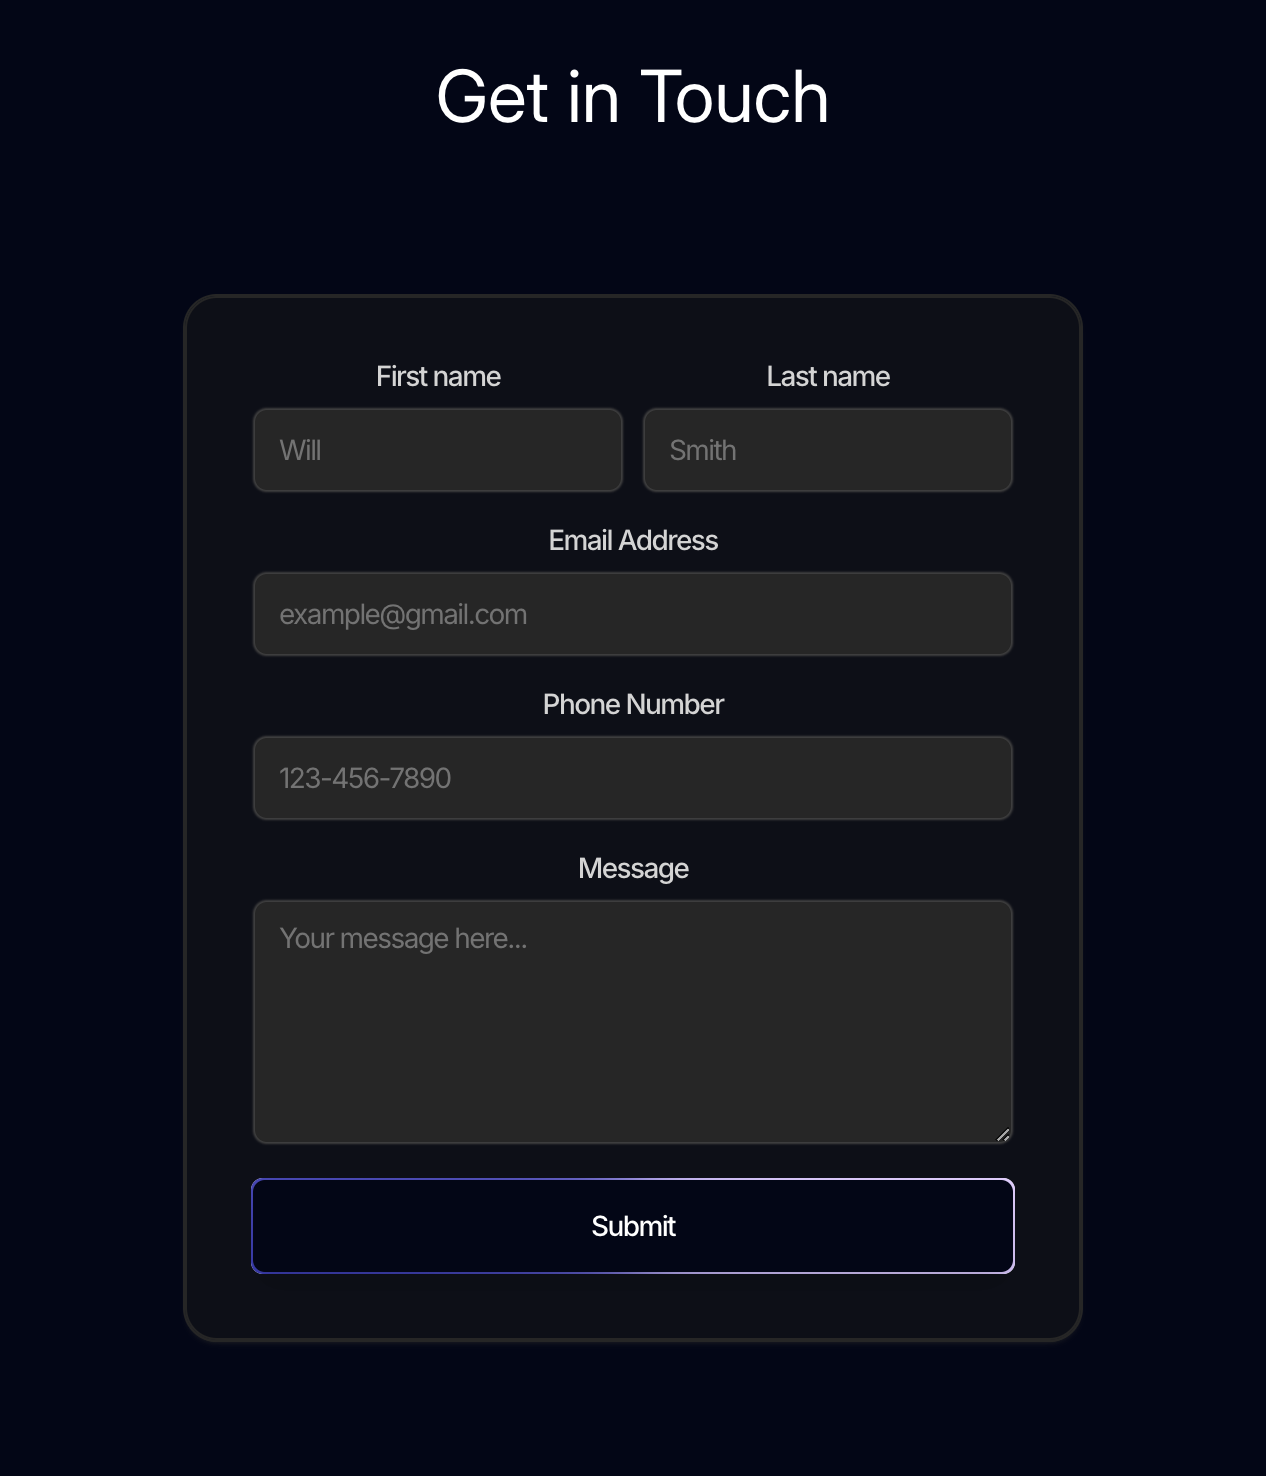 Get in Touch
First name
Last name
Will
Smith
Email Address
example@gmail.com
Phone Number
123-456-7890
Message
Your message here...
Submit